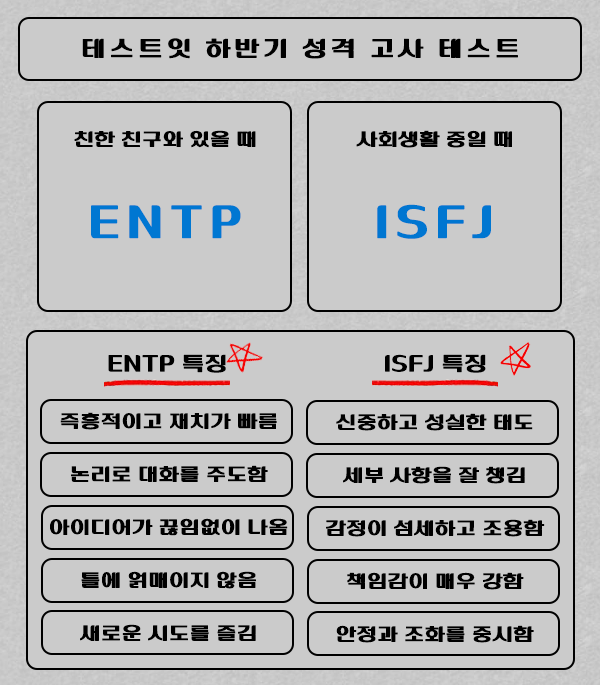 테스트잇 하반기 성격 고사 테스트
친한 친구와 있을 때
ENTP
사회생활 중일 때
ISFJ
ENTP 특징
즉흥적이고 재치가 빠름
논리로 대화를 주도함
아이디어가 끊임없이 나옴
틀에 얽매이지 않음
새로운 시도를 즐김
ISFJ 특징
신중하고 성실한 태도
세부 사항을 잘 챙김
감정이 섬세하고 조용함
책임감이 매우 강함
안정과 조화를 중시함